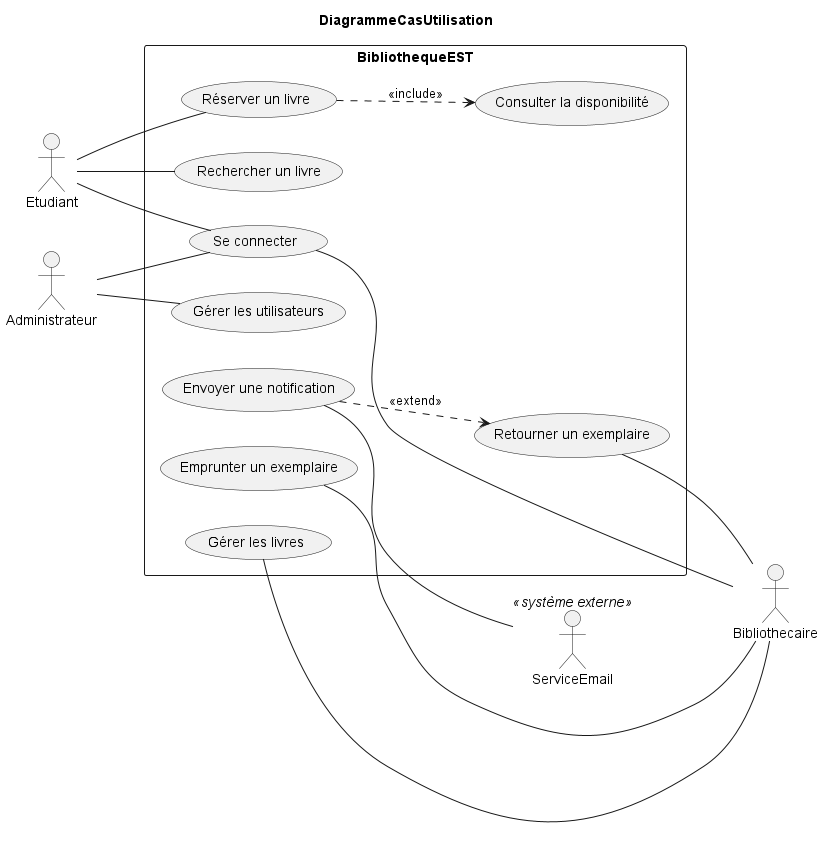 DiagrammeCasUtilisation
BibliothequeEST
Réserver un livre
«include»
Consulter la disponibilité
Rechercher un livre
Etudiant
Se connecter
Administrateur
Gérer les utilisateurs
Envoyer une notification
«extend»
Retourner un exemplaire
Emprunter un exemplaire
Gérer les livres
«système externe»
ServiceEmail
Bibliothecaire